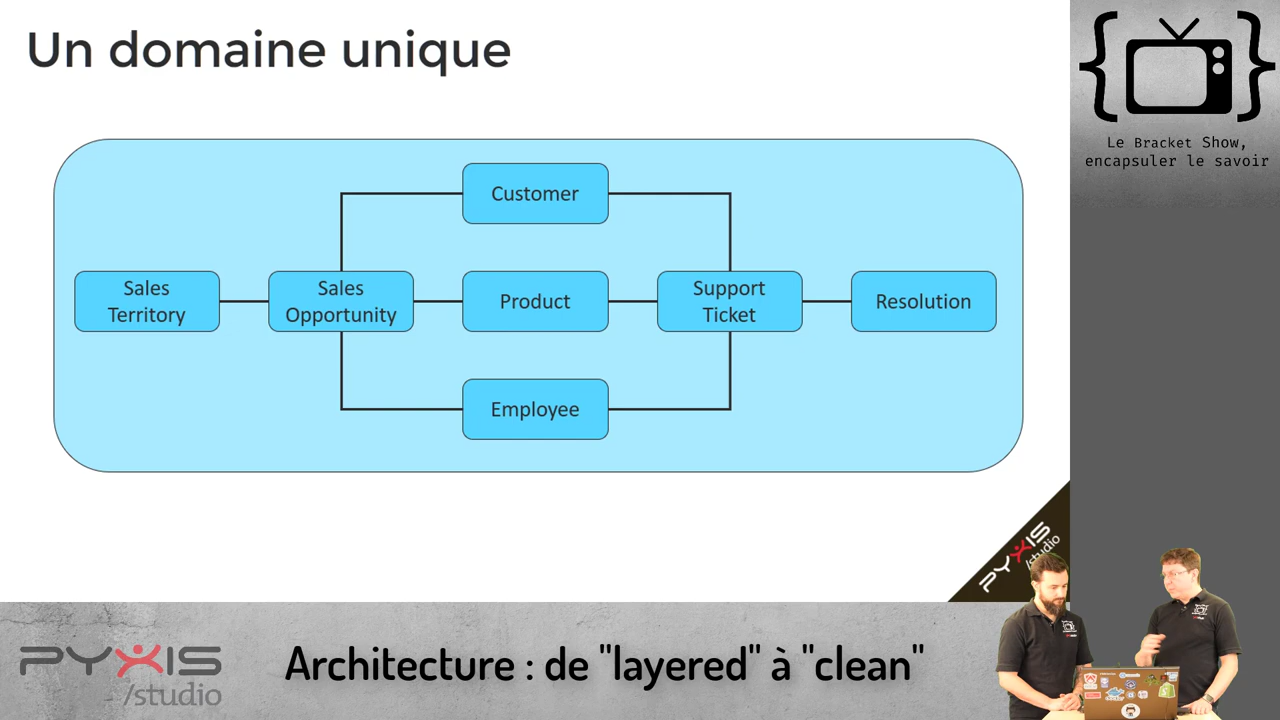 Un domaine unique
Customer
Sales
Territory
Sales
Opportunity
Product
Support
Ticket
Resolution
Employee
Le Bracket Show,
encapsuler le savoir
PYXIS
/studio
PYXIS
/studio
Architecture : de "layered" à "clean"